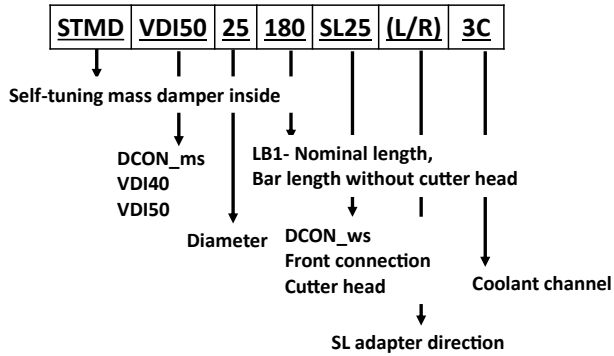 STMD VDI50 25 180 SL25 (L/R) 3C
Self-tuning mass damper inside
DCON_ms
VDI40
VDI50
LB1- Nominal length,
Bar length without cutter head
Diameter
DCON_ws
Front connection
Cutter head
Coolant channel
SL adapter direction